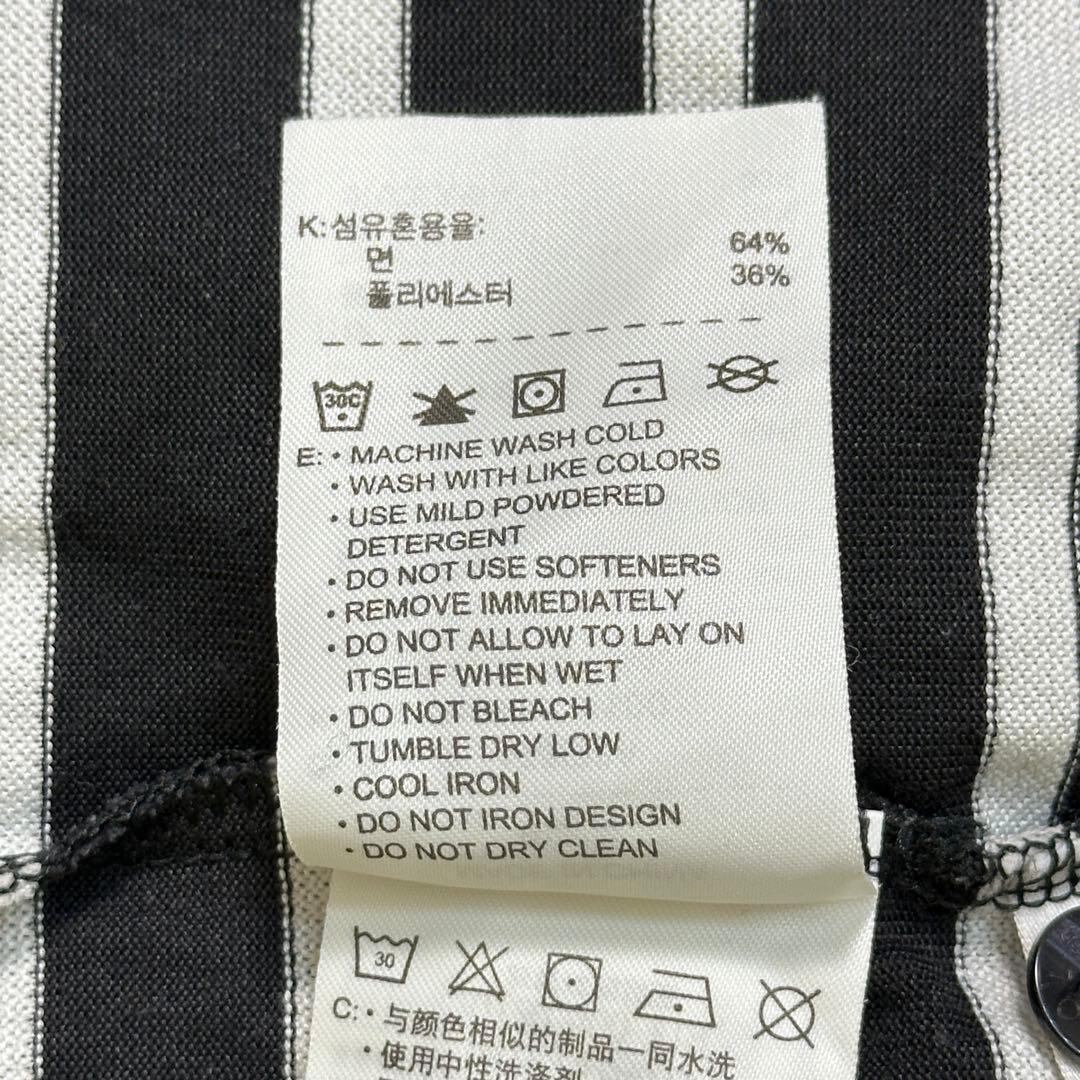 K:섬유혼용율:
면 64%
폴리에스터 36%
30C
E: • MACHINE WASH COLD
• WASH WITH LIKE COLORS
• USE MILD POWDERED
DETERGENT
• DO NOT USE SOFTENERS
• REMOVE IMMEDIATELY
• DO NOT ALLOW TO LAY ON
ITSELF WHEN WET
• DO NOT BLEACH
• TUMBLE DRY LOW
• COOL IRON
• DO NOT IRON DESIGN
• DO NOT DRY CLEAN
30
C: • 与颜色相似的制品一同水洗
• 使用中性洗涤剂